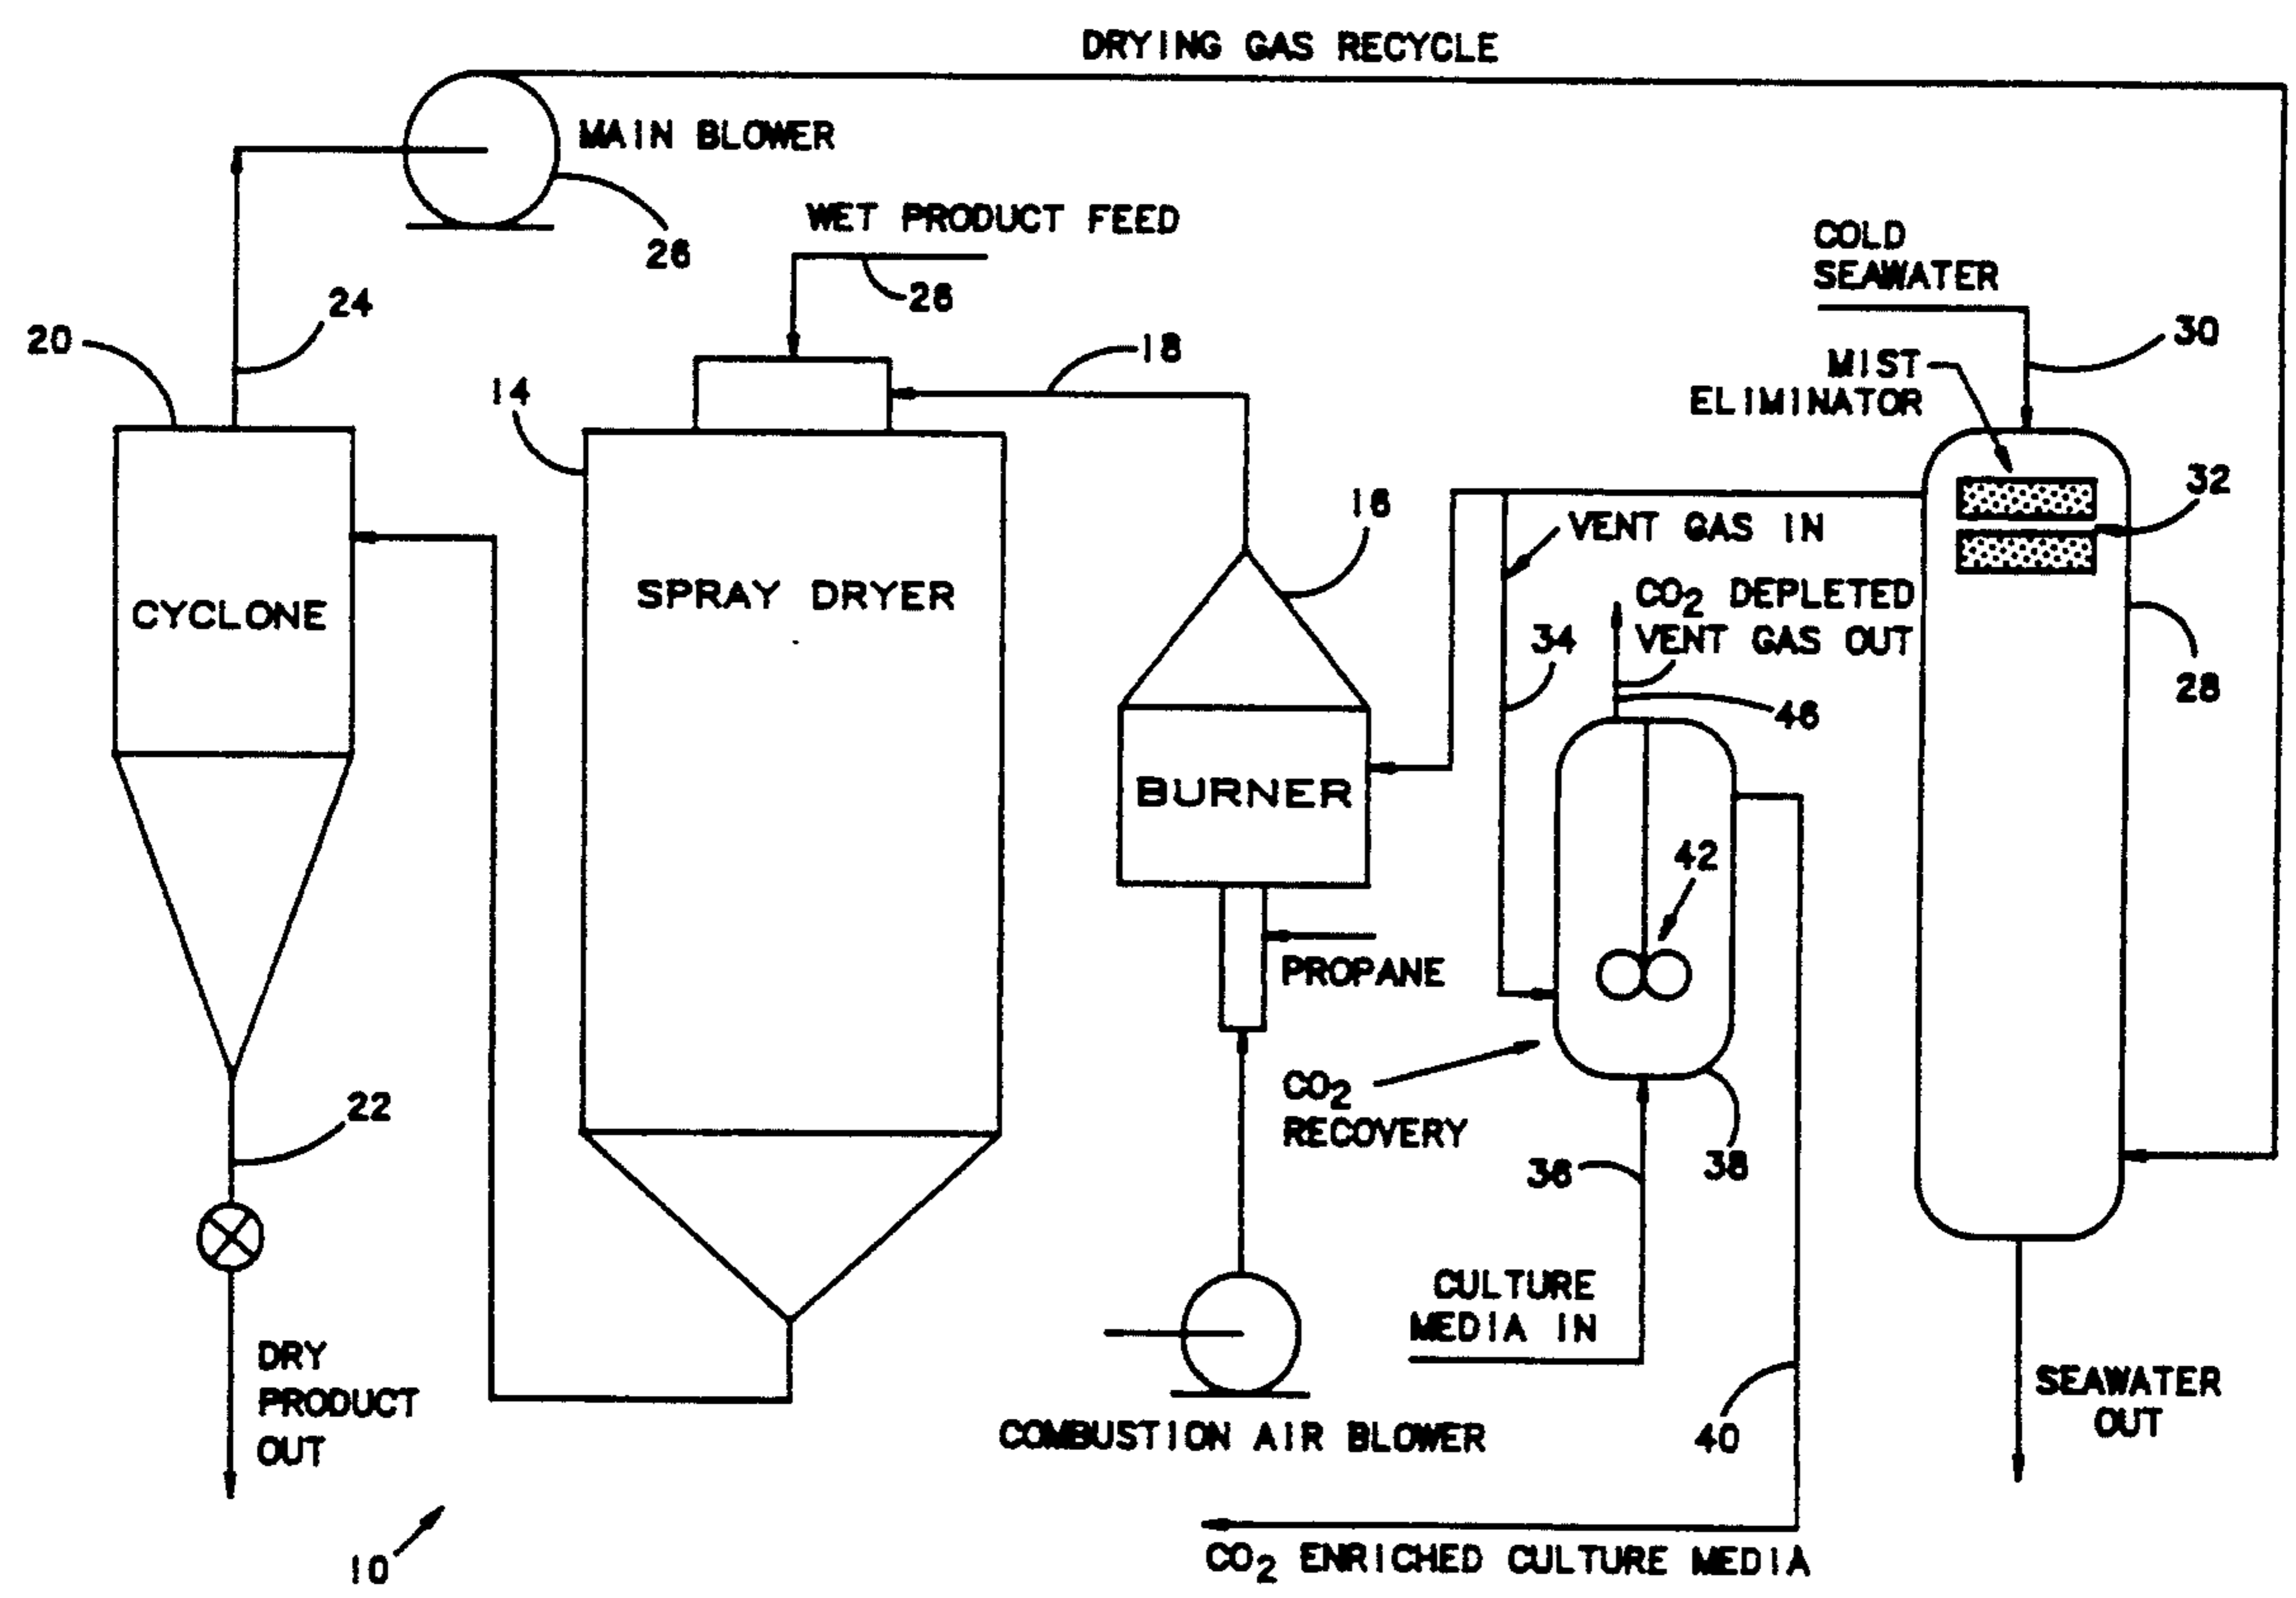 DRYING GAS RECYCLE
MAIN BLOWER
26
WET PRODUCT FEED
26
COLD
SEAWATER
30
MIST
ELIMINATOR
24
20
14
18
16
32
VENT GAS IN
CYCLONE
SPRAY DRYER
CO2 DEPLETED
VENT GAS OUT
34
28
46
BURNER
42
PROPANE
CO2
RECOVERY
22
36
38
CULTURE
MEDIA IN
DRY
PRODUCT
OUT
SEAWATER
OUT
COMBUSTION AIR BLOWER
40
10
CO2 ENRICHED CULTURE MEDIA